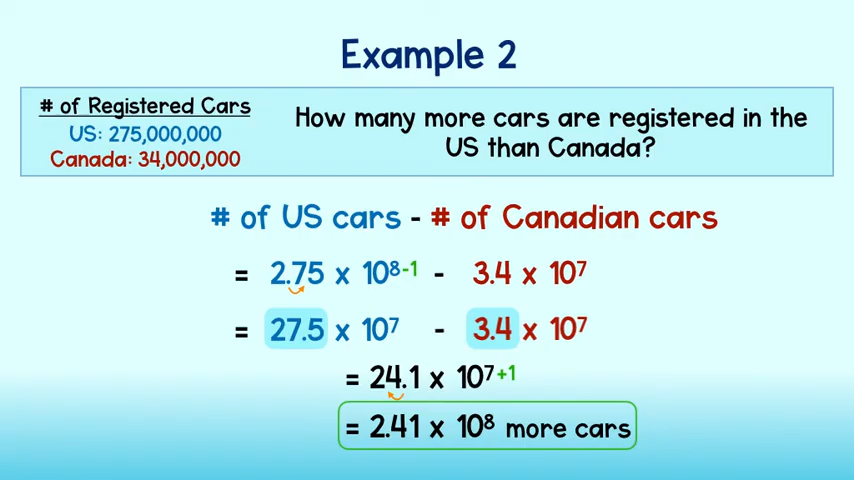 Example 2
# of Registered Cars
US: 275,000,000
Canada: 34,000,000
How many more cars are registered in the
US than Canada?
# of US cars - # of Canadian cars
= 2.75 x 10⁸⁻¹ - 3.4 x 10⁷
= 27.5 x 10⁷ - 3.4 x 10⁷
= 24.1 x 10⁷⁺¹
= 2.41 x 10⁸ more cars